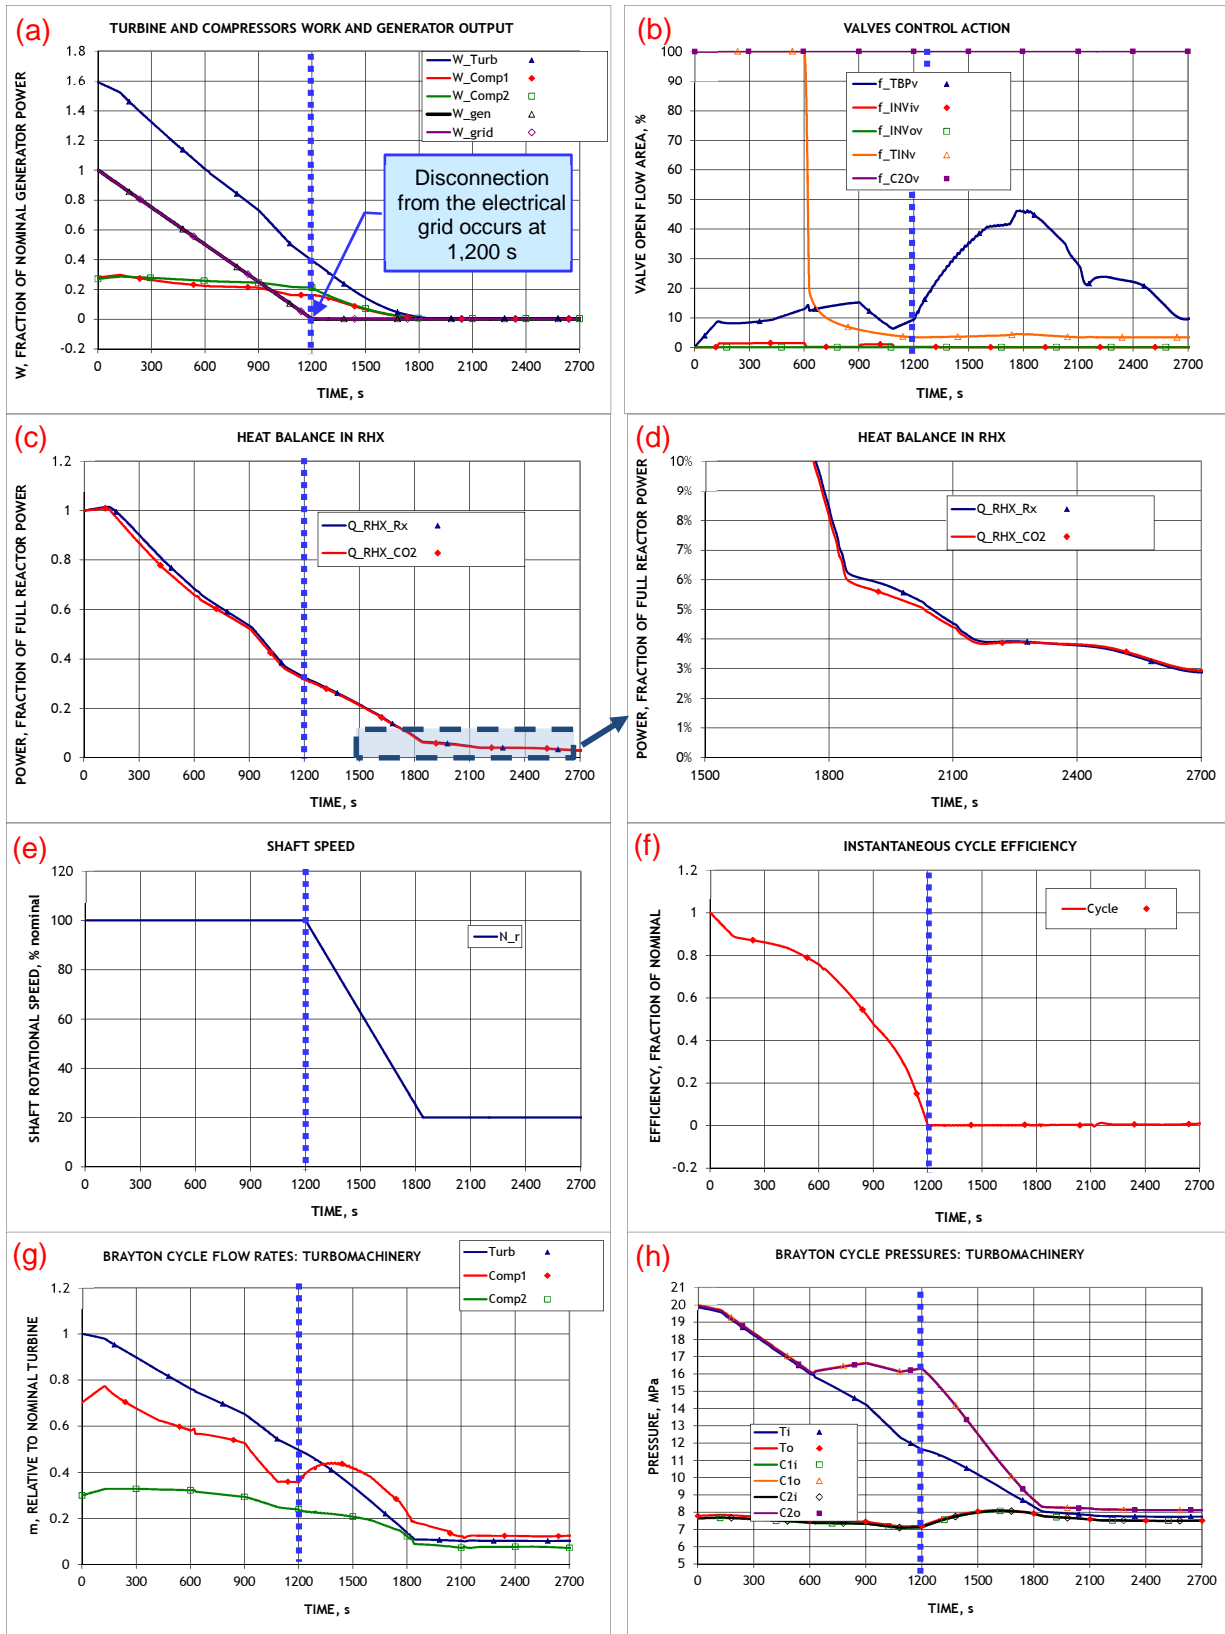 (a)
TURBINE AND COMPRESSORS WORK AND GENERATOR OUTPUT
W, FRACTION OF NOMINAL GENERATOR POWER
1.8
1.6
1.4
1.2
1
0.8
0.6
0.4
0.2
0
-0.2
W_Turb
W_Comp1
W_Comp2
W_gen
W_grid
Disconnection
from the electrical
grid occurs at
1,200 s
0 300 600 900 1200 1500 1800 2100 2400 2700
TIME, s
(b)
VALVES CONTROL ACTION
VALVE OPEN FLOW AREA, %
100
90
80
70
60
50
40
30
20
10
0
f_TBPv
f_INViv
f_INVov
f_TINv
f_C2Ov
0 300 600 900 1200 1500 1800 2100 2400 2700
TIME, s
(c)
HEAT BALANCE IN RHX
POWER, FRACTION OF FULL REACTOR POWER
1.2
1
0.8
0.6
0.4
0.2
0
Q_RHX_Rx
Q_RHX_CO2
0 300 600 900 1200 1500 1800 2100 2400 2700
TIME, s
(d)
HEAT BALANCE IN RHX
POWER, FRACTION OF FULL REACTOR POWER
10%
9%
8%
7%
6%
5%
4%
3%
2%
1%
0%
Q_RHX_Rx
Q_RHX_CO2
1500 1800 2100 2400 2700
TIME, s
(e)
SHAFT SPEED
SHAFT ROTATIONAL SPEED, % nominal
120
100
80
60
40
20
0
N_r
0 300 600 900 1200 1500 1800 2100 2400 2700
TIME, s
(f)
INSTANTANEOUS CYCLE EFFICIENCY
EFFICIENCY, FRACTION OF NOMINAL
1.2
1
0.8
0.6
0.4
0.2
0
-0.2
Cycle
0 300 600 900 1200 1500 1800 2100 2400 2700
TIME, s
(g)
BRAYTON CYCLE FLOW RATES: TURBOMACHINERY
m, RELATIVE TO NOMINAL TURBINE
1.2
1
0.8
0.6
0.4
0.2
0
Turb
Comp1
Comp2
0 300 600 900 1200 1500 1800 2100 2400 2700
TIME, s
(h)
BRAYTON CYCLE PRESSURES: TURBOMACHINERY
PRESSURE, MPa
21
20
19
18
17
16
15
14
13
12
11
10
9
8
7
6
5
Ti
To
C1i
C1o
C2i
C2o
0 300 600 900 1200 1500 1800 2100 2400 2700
TIME, s